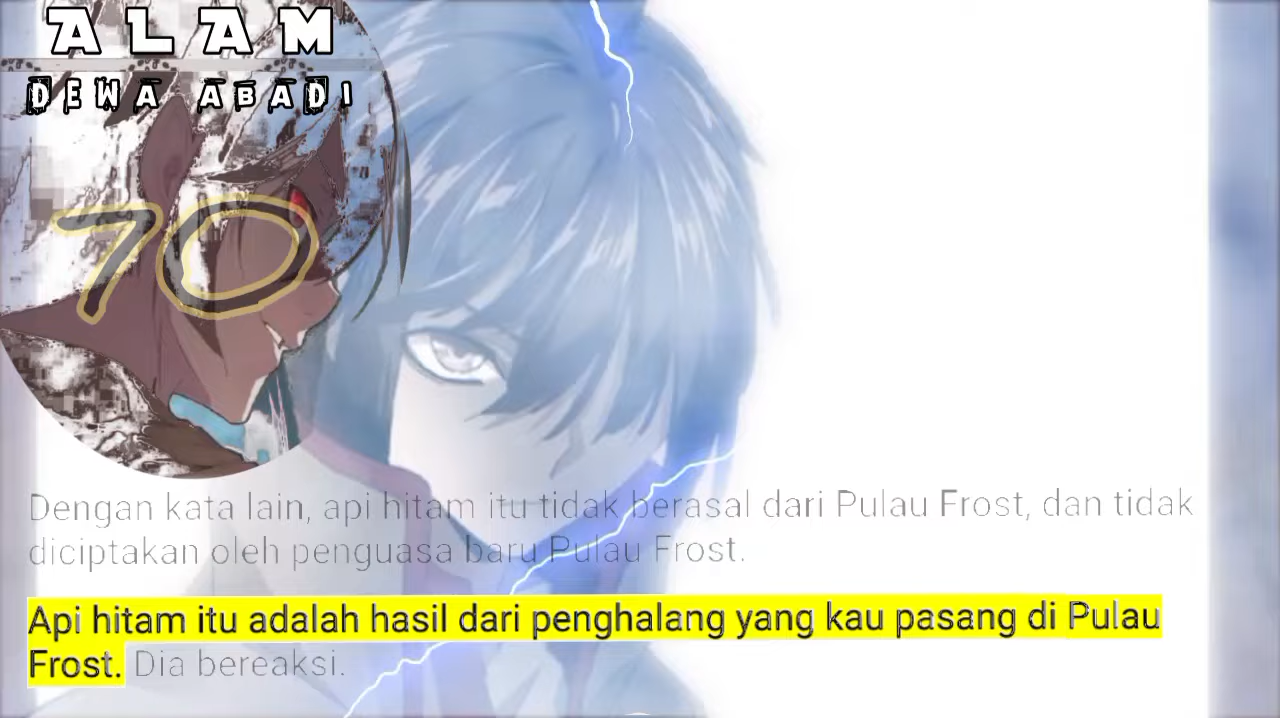 ALAM
DEWA ABADI
70
Dengan kata lain, api hitam itu tidak berasal dari Pulau Frost, dan tidak
diciptakan oleh penguasa baru Pulau Frost.
Api hitam itu adalah hasil dari penghalang yang kau pasang di Pulau
Frost. Dia bereaksi.